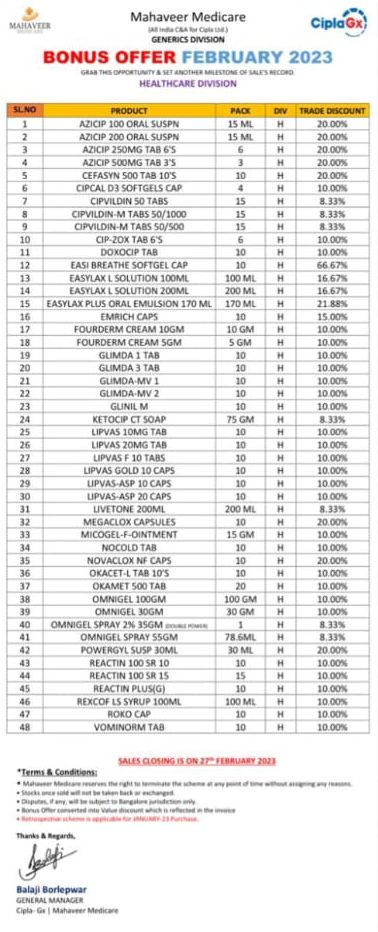 MAHAVEER
MEDICARE
Mahaveer Medicare
(All India C&A for Cipla Ltd.)
GENERICS DIVISION
CiplaGx
BONUS OFFER FEBRUARY 2023
GRAB THIS OPPORTUNITY & SET ANOTHER MILESTONE OF SALE'S RECORD.
HEALTHCARE DIVISION
SL.NO PRODUCT PACK DIV TRADE DISCOUNT
1 AZICIP 100 ORAL SUSPN 15 ML H 20.00%
2 AZICIP 200 ORAL SUSPN 15 ML H 20.00%
3 AZICIP 250MG TAB 6'S 6 H 20.00%
4 AZICIP 500MG TAB 3'S 3 H 20.00%
5 CEFASYN 500 TAB 10'S 10 H 20.00%
6 CIPCAL D3 SOFTGELS CAP 4 H 10.00%
7 CIPVILDIN 50 TABS 15 H 8.33%
8 CIPVILDIN-M TABS 50/1000 15 H 8.33%
9 CIPVILDIN-M TABS 50/500 15 H 8.33%
10 CIP-ZOX TAB 6'S 6 H 10.00%
11 DOXOCIP TAB 10 H 10.00%
12 EASI BREATHE SOFTGEL CAP 10 H 66.67%
13 EASYLAX L SOLUTION 100ML 100 ML H 16.67%
14 EASYLAX L SOLUTION 200ML 200 ML H 16.67%
15 EASYLAX PLUS ORAL EMULSION 170 ML 170 ML H 21.88%
16 EMRICH CAPS 10 H 15.00%
17 FOURDERM CREAM 10GM 10 GM H 10.00%
18 FOURDERM CREAM 5GM 5 GM H 10.00%
19 GLIMDA 1 TAB 10 H 10.00%
20 GLIMDA 3 TAB 10 H 10.00%
21 GLIMDA-MV 1 10 H 10.00%
22 GLIMDA-MV 2 10 H 10.00%
23 GLINIL M 10 H 10.00%
24 KETOCIP CT SOAP 75 GM H 8.33%
25 LIPVAS 10MG TAB 10 H 10.00%
26 LIPVAS 20MG TAB 10 H 10.00%
27 LIPVAS F 10 TABS 10 H 10.00%
28 LIPVAS GOLD 10 CAPS 10 H 10.00%
29 LIPVAS-ASP 10 CAPS 10 H 10.00%
30 LIPVAS-ASP 20 CAPS 10 H 10.00%
31 LIVETONE 200ML 200 ML H 8.33%
32 MEGACLOX CAPSULES 10 H 20.00%
33 MICOGEL-F-OINTMENT 15 GM H 10.00%
34 NOCOLD TAB 10 H 10.00%
35 NOVACLOX NF CAPS 10 H 20.00%
36 OKACET-L TAB 10'S 10 H 10.00%
37 OKAMET 500 TAB 20 H 10.00%
38 OMNIGEL 100GM 100 GM H 10.00%
39 OMNIGEL 30GM 30 GM H 10.00%
40 OMNIGEL SPRAY 2% 35GM (DOUBLE POWER) 1 H 8.33%
41 OMNIGEL SPRAY 55GM 78.6ML H 8.33%
42 POWERGYL SUSP 30ML 30 ML H 20.00%
43 REACTIN 100 SR 10 10 H 10.00%
44 REACTIN 100 SR 15 15 H 10.00%
45 REACTIN PLUS(G) 10 H 10.00%
46 REXCOF LS SYRUP 100ML 100 ML H 10.00%
47 ROKO CAP 10 H 10.00%
48 VOMINORM TAB 10 H 10.00%
SALES CLOSING IS ON 27th FEBRUARY 2023
*Terms & Conditions:
• Mahaveer Medicare reserves the right to terminate the scheme at any point of time without assigning any reasons.
• Stocks once sold will not be taken back or exchanged.
• Disputes, if any, will be subject to Bangalore jurisdiction only.
• Bonus Offer converted into Value discount which is reflected in the invoice
• Retrospective scheme is applicable for JANUARY-23 Purchase.
Thanks & Regards,
Balaji
Balaji Borlepwar
GENERAL MANAGER
Cipla- Gx | Mahaveer Medicare